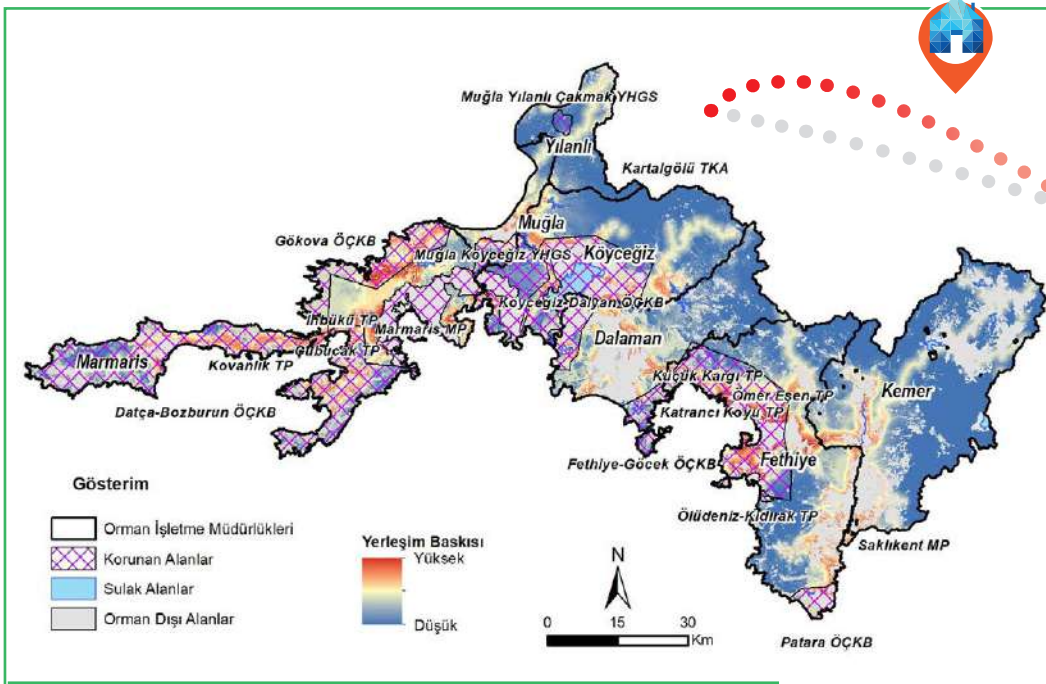 Muğla Yılanlı Çakmak YHGS
Yılanlı
Kartalgölü TKA
Muğla
Gökova ÖÇKB
Köyceğiz
Muğla Köyceğiz YHGS
Köyceğiz-Dalyan ÖÇKB
İnbükü TP
Marmaris MP
Dalaman
Çubucak TP
Marmaris
Kovanlık TP
Küçük Kargı TP
Ömer Eşen TP
Kemer
Katrancı Koyu TP
Datça-Bozburun ÖÇKB
Fethiye-Göcek ÖÇKB
Fethiye
Ölüdeniz-Kıdırak TP
Saklıkent MP
Patara ÖÇKB
Gösterim
Orman İşletme Müdürlükleri
Korunan Alanlar
Sulak Alanlar
Orman Dışı Alanlar
Yerleşim Baskısı
Yüksek
Düşük
N
0 15 30
Km